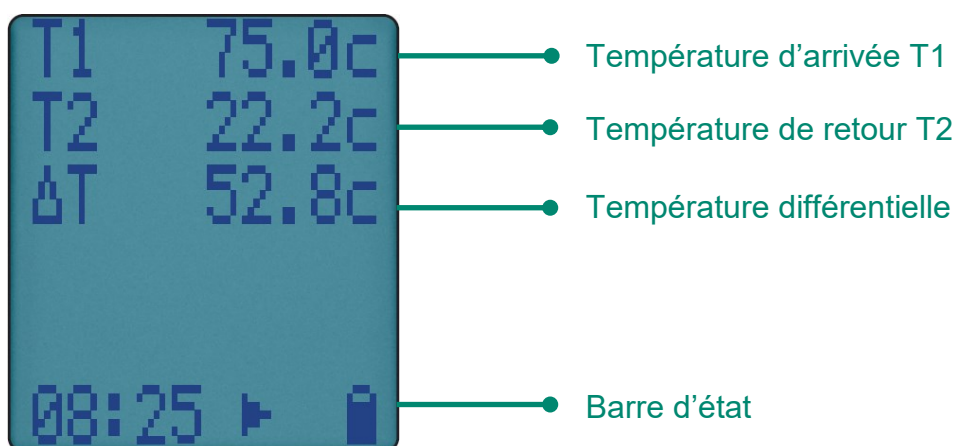 T1 75.0c Température d’arrivée T1
T2 22.2c Température de retour T2
ΔT 52.8c Température différentielle
08:25 Barre d’état